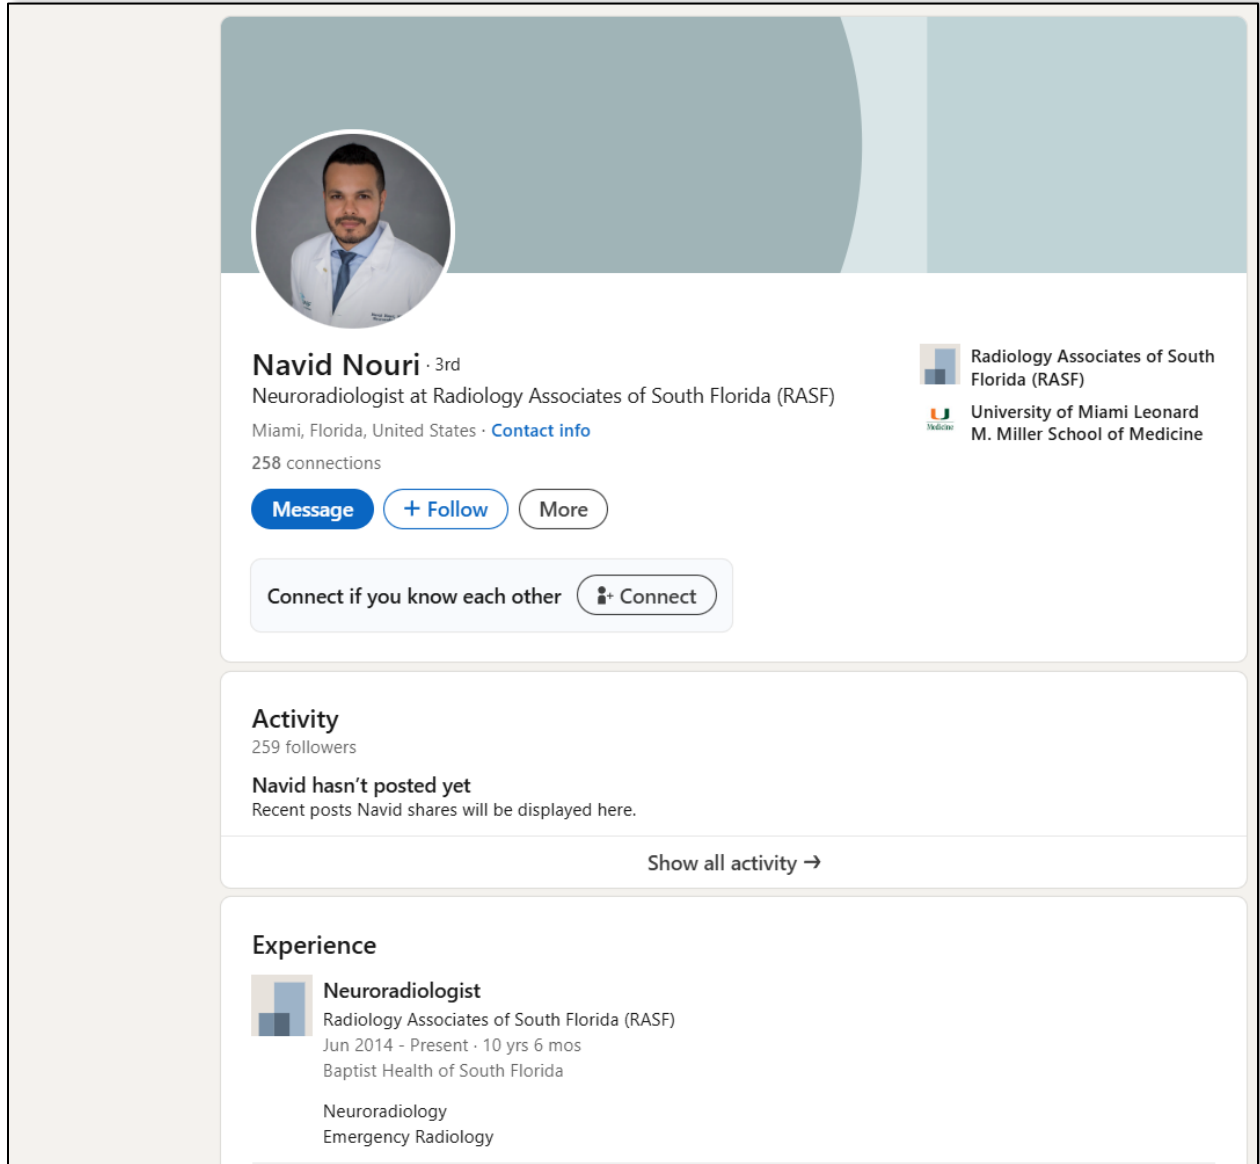 Navid Nouri · 3rd
Neuroradiologist at Radiology Associates of South Florida (RASF)
Miami, Florida, United States · Contact info
258 connections
Message
+ Follow
More
Connect if you know each other
Connect
Radiology Associates of South
Florida (RASF)
U
Medicine
University of Miami Leonard
M. Miller School of Medicine
Activity
259 followers
Navid hasn’t posted yet
Recent posts Navid shares will be displayed here.
Show all activity →
Experience
Neuroradiologist
Radiology Associates of South Florida (RASF)
Jun 2014 - Present · 10 yrs 6 mos
Baptist Health of South Florida
Neuroradiology
Emergency Radiology